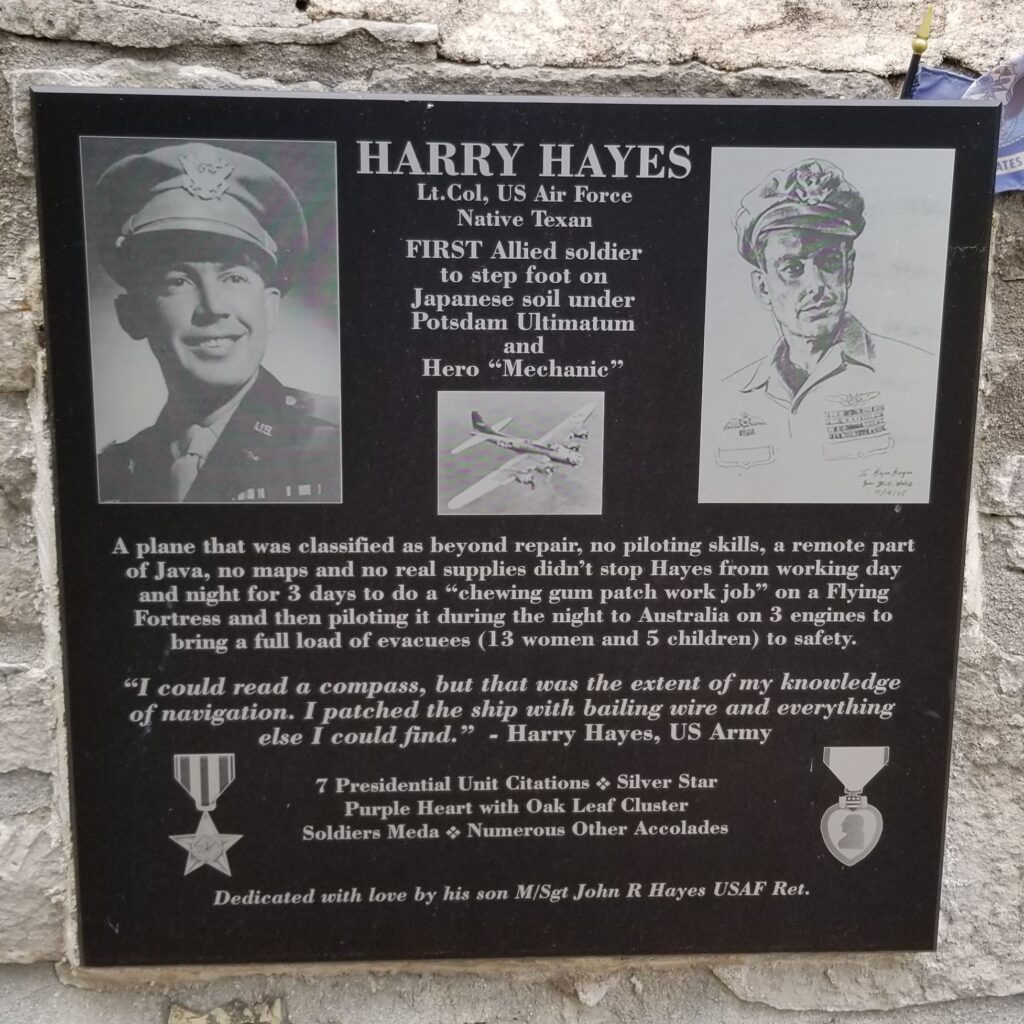 HARRY HAYES
Lt.Col, US Air Force
Native Texan
FIRST Allied soldier
to step foot on
Japanese soil under
Potsdam Ultimatum
and
Hero “Mechanic”
US
A plane that was classified as beyond repair, no piloting skills, a remote part
of Java, no maps and no real supplies didn’t stop Hayes from working day
and night for 3 days to do a “chewing gum patch work job” on a Flying
Fortress and then piloting it during the night to Australia on 3 engines to
bring a full load of evacuees (13 women and 5 children) to safety.
“I could read a compass, but that was the extent of my knowledge
of navigation. I patched the ship with bailing wire and everything
else I could find.” - Harry Hayes, US Army
7 Presidential Unit Citations ❖ Silver Star
Purple Heart with Oak Leaf Cluster
Soldiers Meda ❖ Numerous Other Accolades
Dedicated with love by his son M/Sgt John R Hayes USAF Ret.